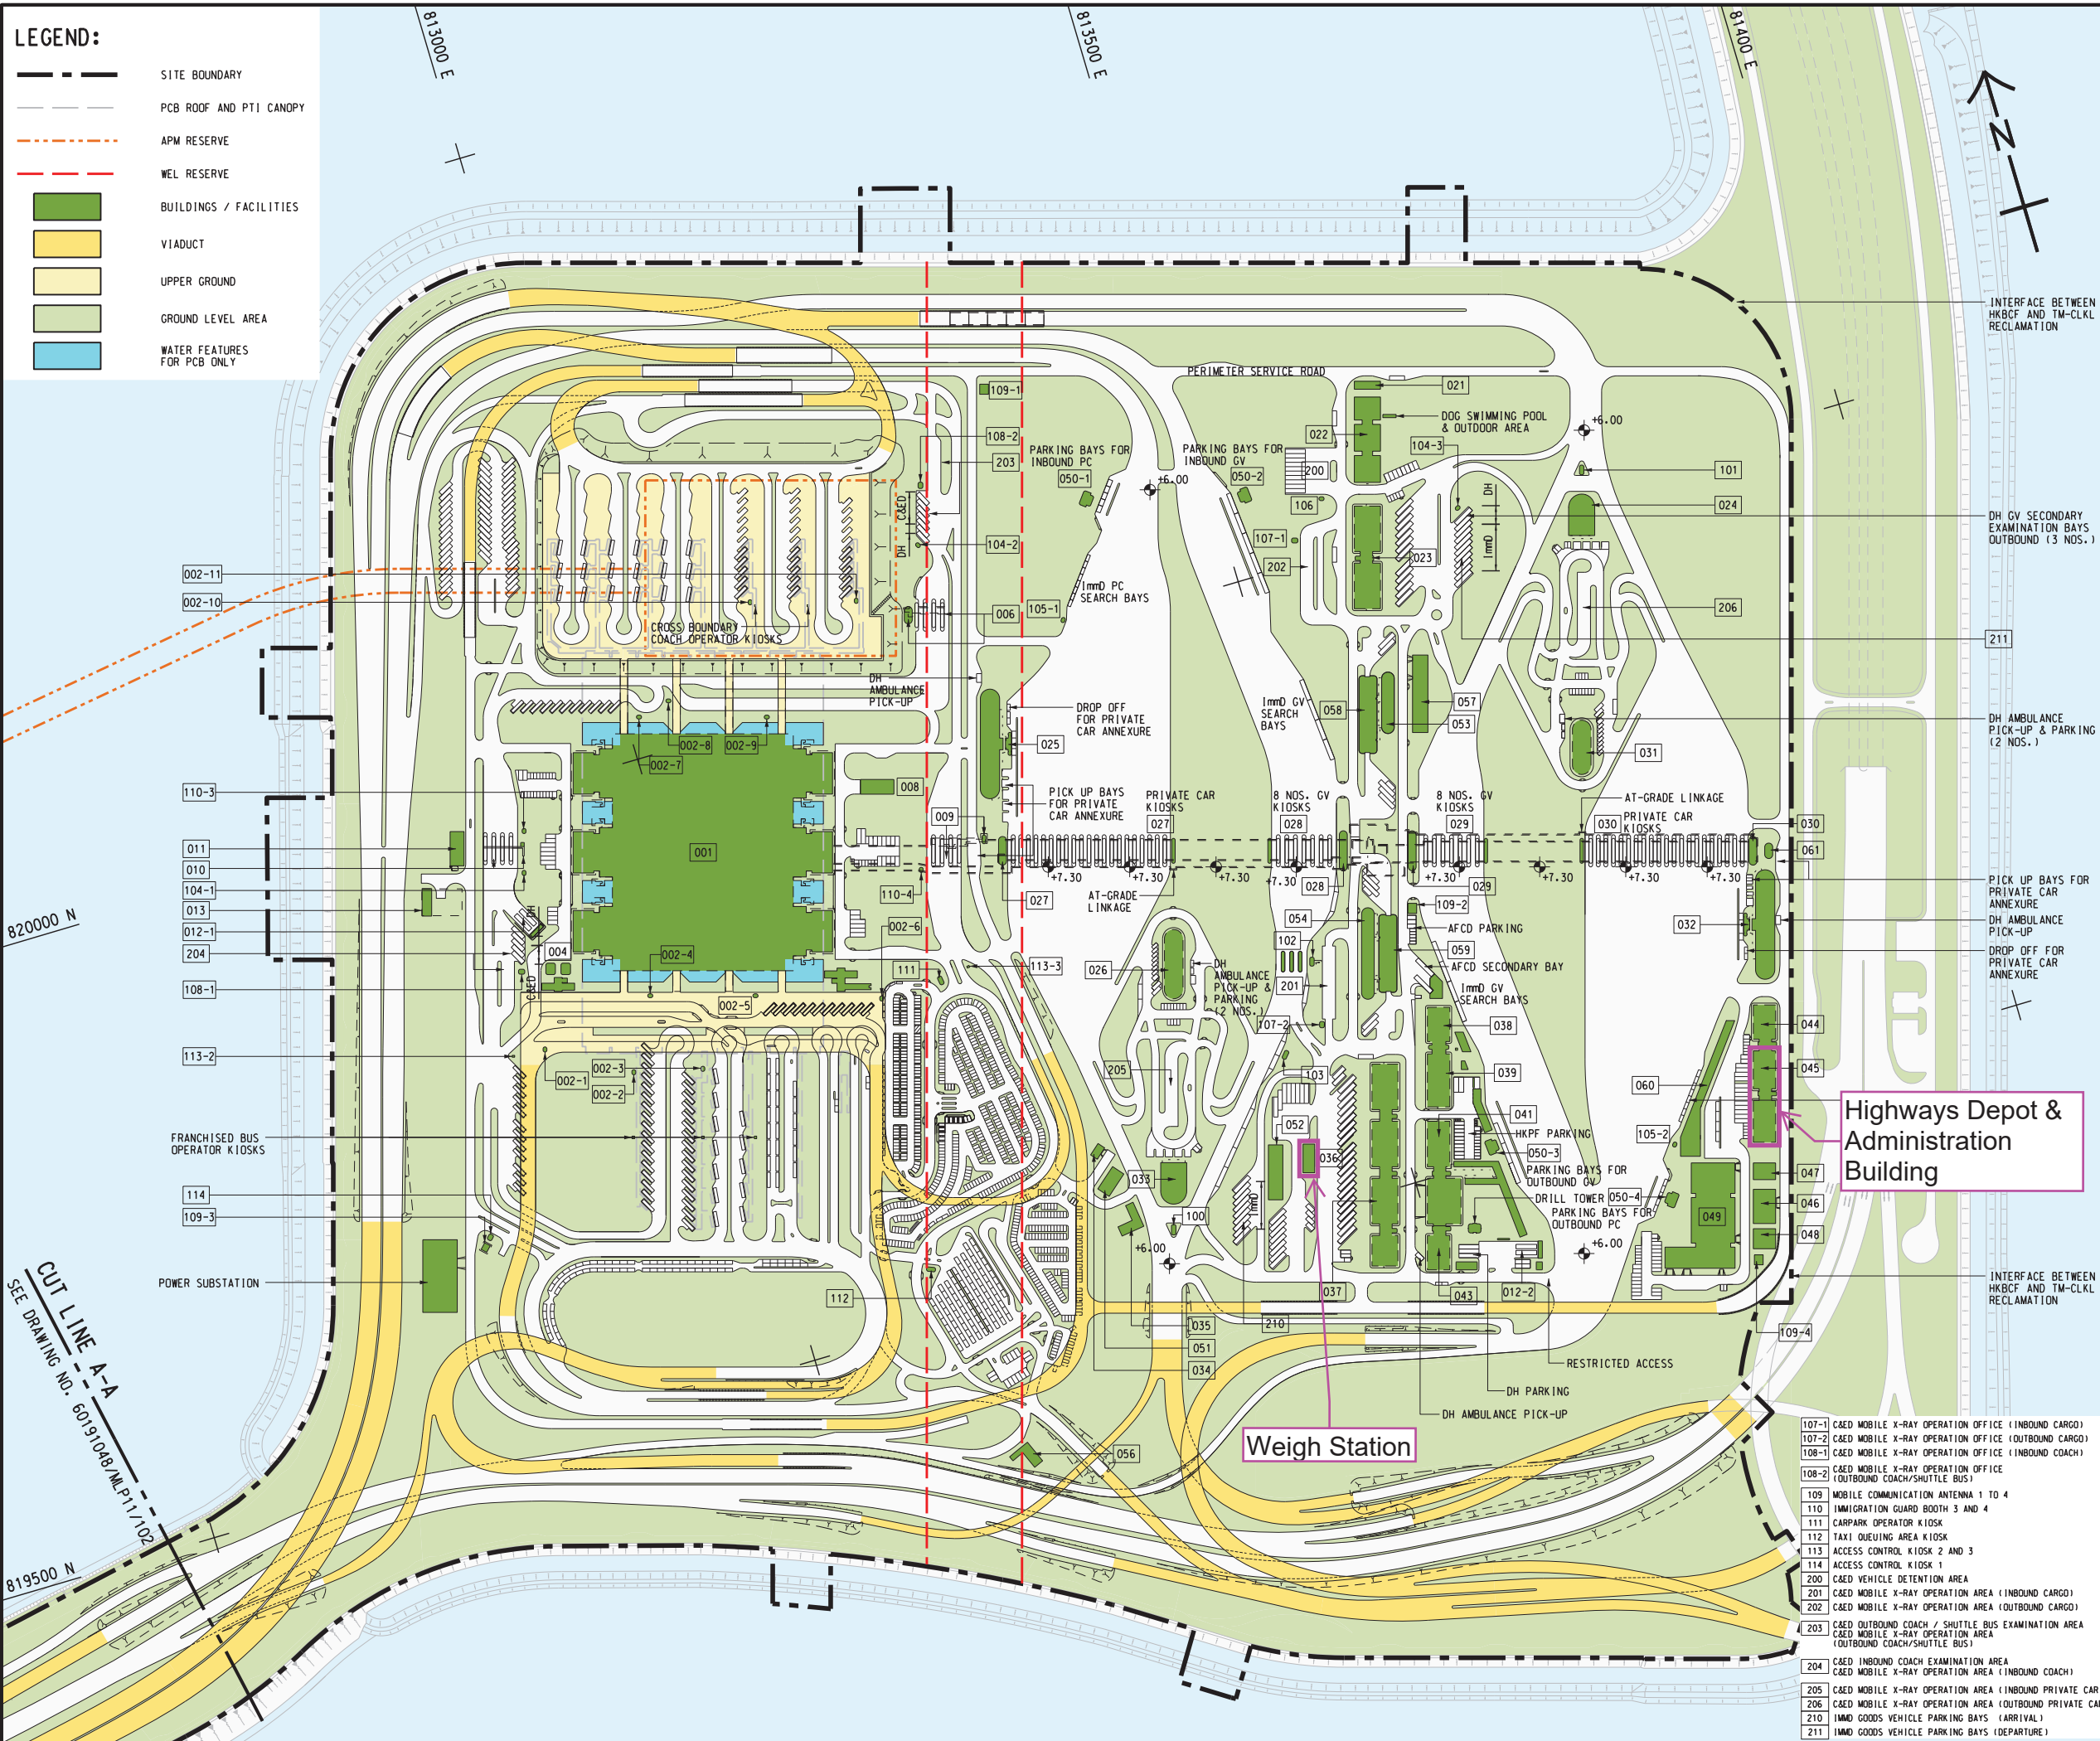 LEGEND:
SITE BOUNDARY
PCB ROOF AND PTI CANOPY
APM RESERVE
WEL RESERVE
BUILDINGS / FACILITIES
VIADUCT
UPPER GROUND
GROUND LEVEL AREA
WATER FEATURES
FOR PCB ONLY
813000 E
813500 E
81400 E
N
INTERFACE BETWEEN
HKBCF AND TM-CLKL
RECLAMATION
PERIMETER SERVICE ROAD
021
109-1
DOG SWIMMING POOL
& OUTDOOR AREA
+6.00
022
104-3
108-2
203
PARKING BAYS FOR
INBOUND PC
050-1
PARKING BAYS FOR
INBOUND GV
050-2
200
101
+6.00
DH
C&ED
106
024
DH GV SECONDARY
EXAMINATION BAYS
OUTBOUND (3 NOS.)
107-1
ImmD
104-2
DH
023
202
002-11
002-10
ImmD PC
SEARCH BAYS
105-1
006
206
CROSS BOUNDARY
COACH OPERATOR KIOSKS
211
DH
AMBULANCE
PICK-UP
DROP OFF
FOR PRIVATE
CAR ANNEXURE
ImmD GV
SEARCH
BAYS
058
057
053
DH AMBULANCE
PICK-UP & PARKING
(2 NOS.)
002-8
002-9
002-7
025
031
110-3
008
PICK UP BAYS
FOR PRIVATE
CAR ANNEXURE
PRIVATE CAR
KIOSKS
027
8 NOS. GV
KIOSKS
028
8 NOS. GV
KIOSKS
029
AT-GRADE LINKAGE
030
PRIVATE CAR
KIOSKS
009
030
011
001
061
010
+7.30
+7.30
+7.30
+7.30
+7.30
+7.30
+7.30
104-1
110-4
027
AT-GRADE
LINKAGE
028
029
PICK UP BAYS FOR
PRIVATE CAR
ANNEXURE
013
109-2
820000 N
012-1
DH
002-6
054
AFCD PARKING
032
DH AMBULANCE
PICK-UP
204
004
002-4
102
059
DROP OFF FOR
PRIVATE CAR
ANNEXURE
111
113-3
026
DH
AMBULANCE
PICK-UP &
PARKING
(2 NOS.)
AFCD SECONDARY BAY
108-1
C&ED
201
ImmD GV
SEARCH BAYS
002-5
107-2
038
044
113-2
002-1
002-3
002-2
205
103
039
045
060
Highways Depot &
Administration
Building
041
FRANCHISED BUS
OPERATOR KIOSKS
052
HKPF PARKING
105-2
036
050-3
033
PARKING BAYS FOR
OUTBOUND GV
047
114
DRILL TOWER
050-4
046
109-3
ImmD
100
PARKING BAYS FOR
OUTBOUND PC
049
048
+6.00
+6.00
POWER SUBSTATION
INTERFACE BETWEEN
HKBCF AND TM-CLKL
RECLAMATION
112
037
043
012-2
035
210
109-4
051
034
RESTRICTED ACCESS
DH PARKING
DH AMBULANCE PICK-UP
Weigh Station
056
CUT LINE A-A
SEE DRAWING NO. 60191048/MLP11/102
819500 N
107-1 C&ED MOBILE X-RAY OPERATION OFFICE (INBOUND CARGO)
107-2 C&ED MOBILE X-RAY OPERATION OFFICE (OUTBOUND CARGO)
108-1 C&ED MOBILE X-RAY OPERATION OFFICE (INBOUND COACH)
108-2 C&ED MOBILE X-RAY OPERATION OFFICE
(OUTBOUND COACH/SHUTTLE BUS)
109 MOBILE COMMUNICATION ANTENNA 1 TO 4
110 IMMIGRATION GUARD BOOTH 3 AND 4
111 CARPARK OPERATOR KIOSK
112 TAXI QUEUING AREA KIOSK
113 ACCESS CONTROL KIOSK 2 AND 3
114 ACCESS CONTROL KIOSK 1
200 C&ED VEHICLE DETENTION AREA
201 C&ED MOBILE X-RAY OPERATION AREA (INBOUND CARGO)
202 C&ED MOBILE X-RAY OPERATION AREA (OUTBOUND CARGO)
203 C&ED OUTBOUND COACH / SHUTTLE BUS EXAMINATION AREA
C&ED MOBILE X-RAY OPERATION AREA
(OUTBOUND COACH/SHUTTLE BUS)
204 C&ED INBOUND COACH EXAMINATION AREA
C&ED MOBILE X-RAY OPERATION AREA (INBOUND COACH)
205 C&ED MOBILE X-RAY OPERATION AREA (INBOUND PRIVATE CAR
206 C&ED MOBILE X-RAY OPERATION AREA (OUTBOUND PRIVATE CA
210 IMMD GOODS VEHICLE PARKING BAYS (ARRIVAL)
211 IMMD GOODS VEHICLE PARKING BAYS (DEPARTURE)